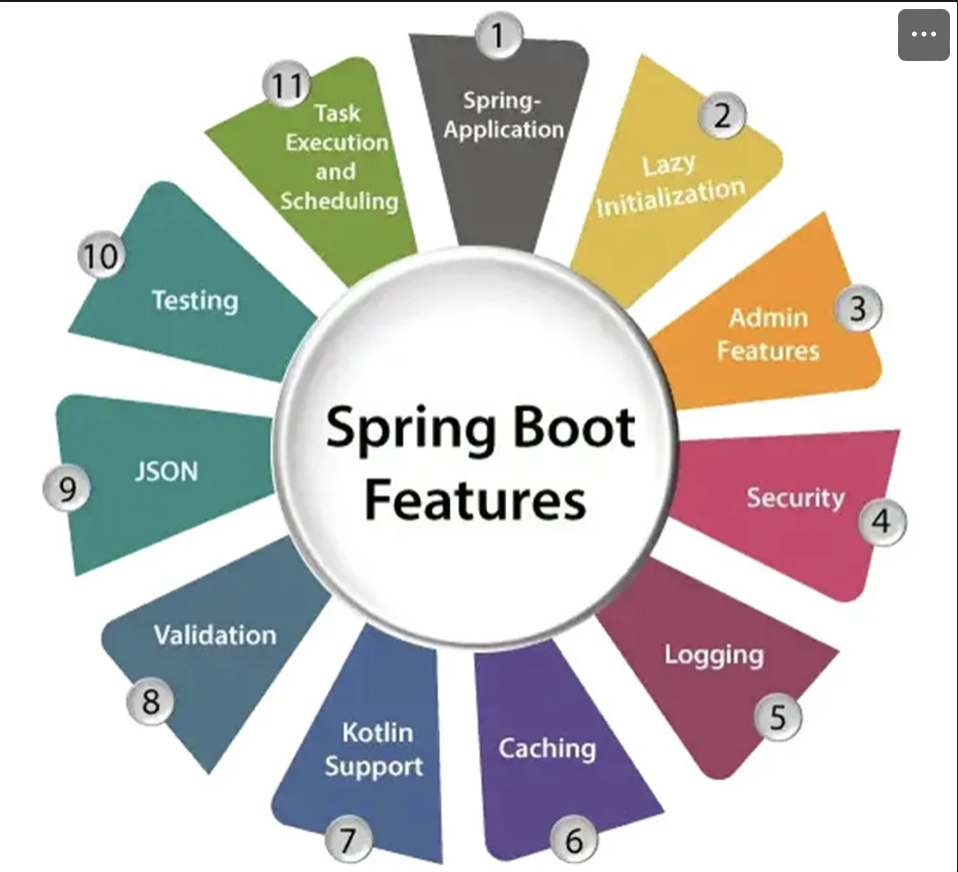 Spring Boot
Features
1
Spring-
Application
2
Lazy
Initialization
3
Admin
Features
4
Security
5
Logging
6
Caching
7
Kotlin
Support
8
Validation
9
JSON
10
Testing
11
Task
Execution
and
Scheduling